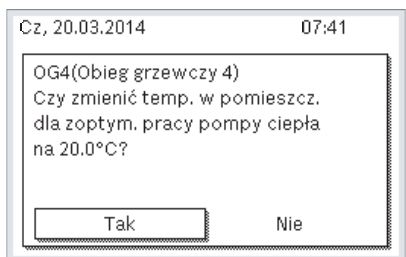 Cz, 20.03.2014 07:41
OG4(Obieg grzewczy 4)
Czy zmienić temp. w pomieszcz.
dla zoptym. pracy pompy ciepła
na 20.0°C?
Tak Nie